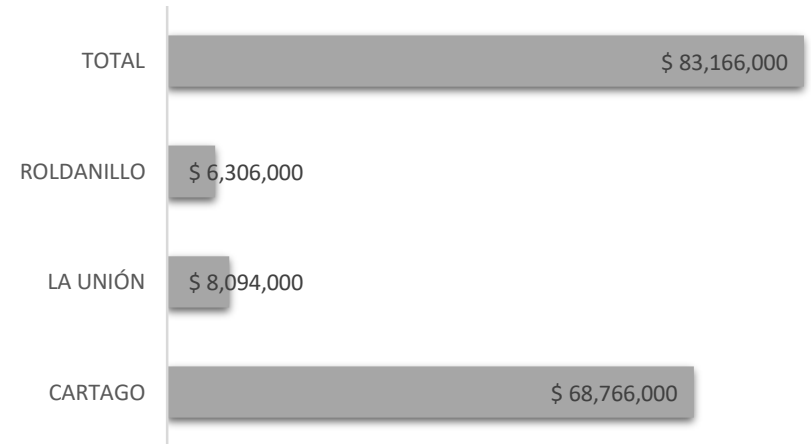 TOTAL $ 83,166,000
ROLDANILLO $ 6,306,000
LA UNIÓN $ 8,094,000
CARTAGO $ 68,766,000